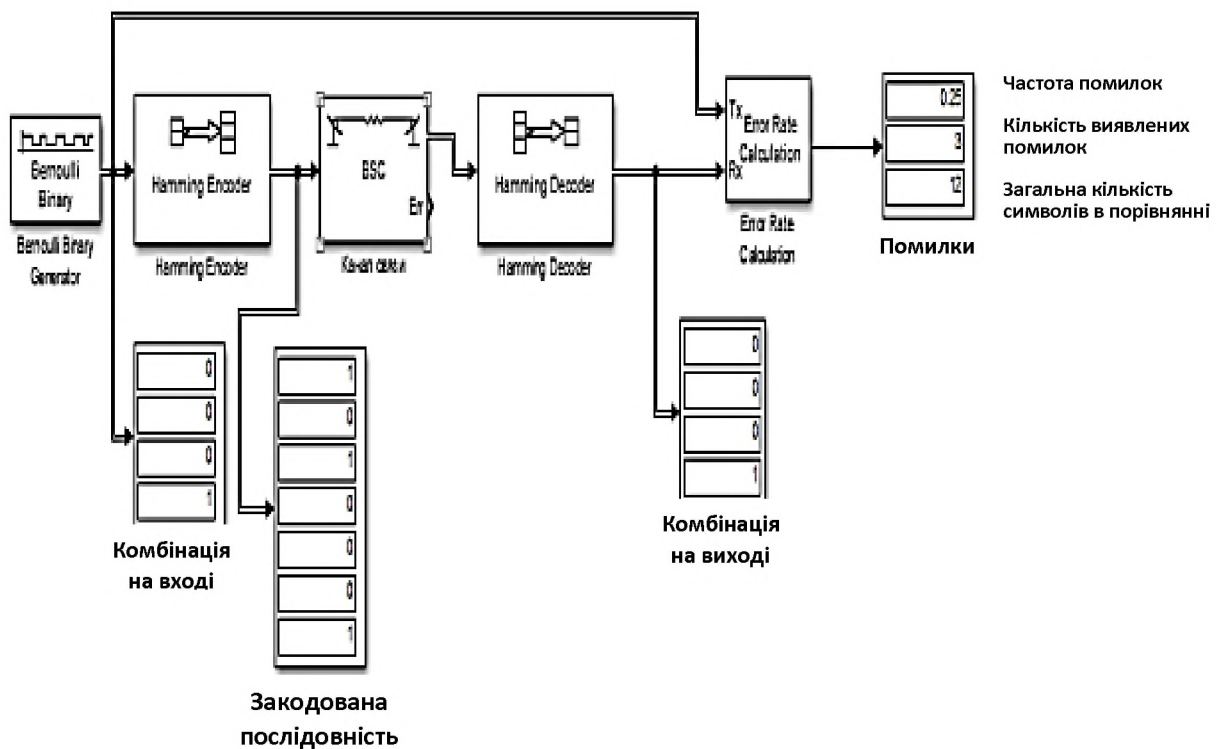 Bernoulli
Binary
Bernoulli Binary
Generator
Hamming Encoder
Hamming Encoder
BSC
Err
Канал связи
Hamming Decoder
Hamming Decoder
Tx
Rx
Error Rate
Calculation
Error Rate
Calculation
0.25
3
12
Помилки
Частота помилок
Кількість виявлених
помилок
Загальна кількість
символів в порівнянні
0
0
0
1
Комбінація
на вході
1
0
1
0
0
0
1
Закодована
послідовність
0
0
0
1
Комбінація
на виході